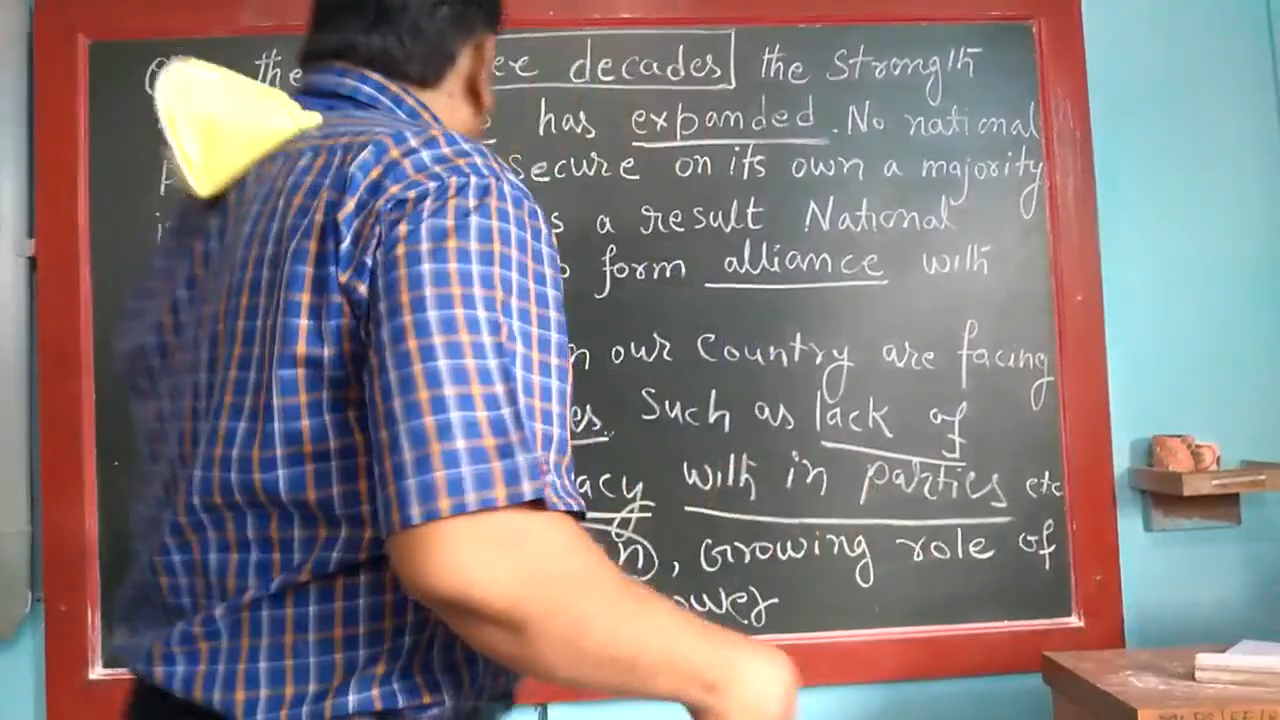 the ee decades the Strength
has expanded. No national
secure on its own a majority
s a result National
form alliance with
n our Country are facing
es. Such as lack of
acy with in parties etc
n, Growing role of
ower